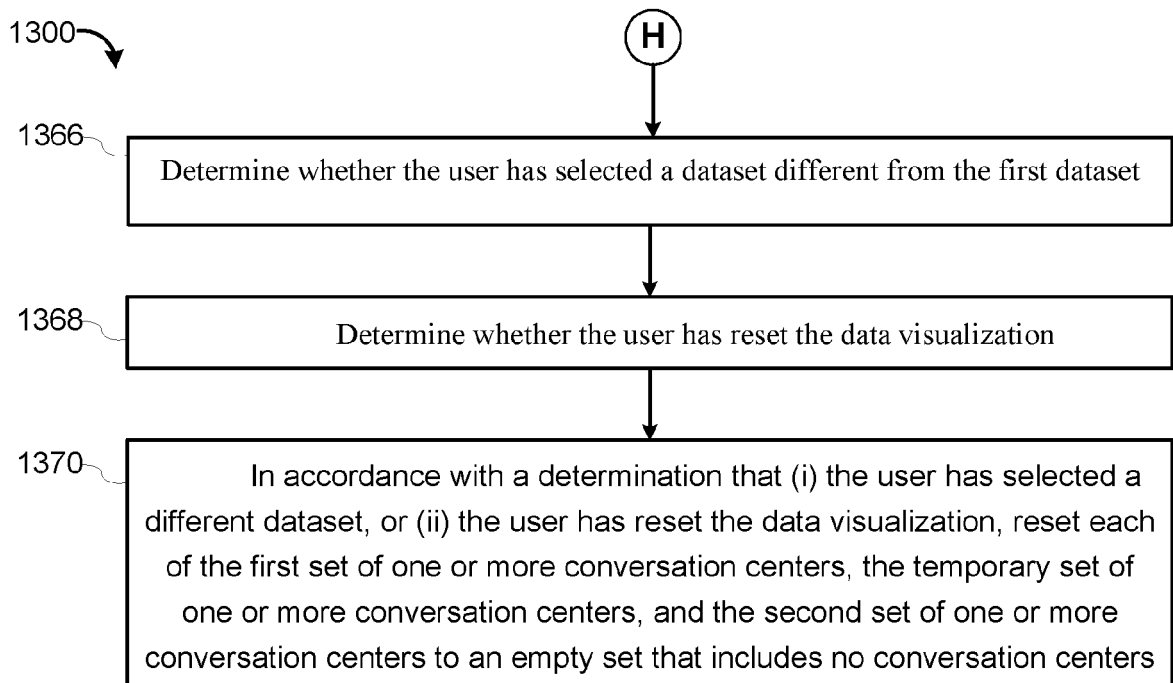 1300
H
1366
Determine whether the user has selected a dataset different from the first dataset
1368
Determine whether the user has reset the data visualization
1370
In accordance with a determination that (i) the user has selected a
different dataset, or (ii) the user has reset the data visualization, reset each
of the first set of one or more conversation centers, the temporary set of
one or more conversation centers, and the second set of one or more
conversation centers to an empty set that includes no conversation centers